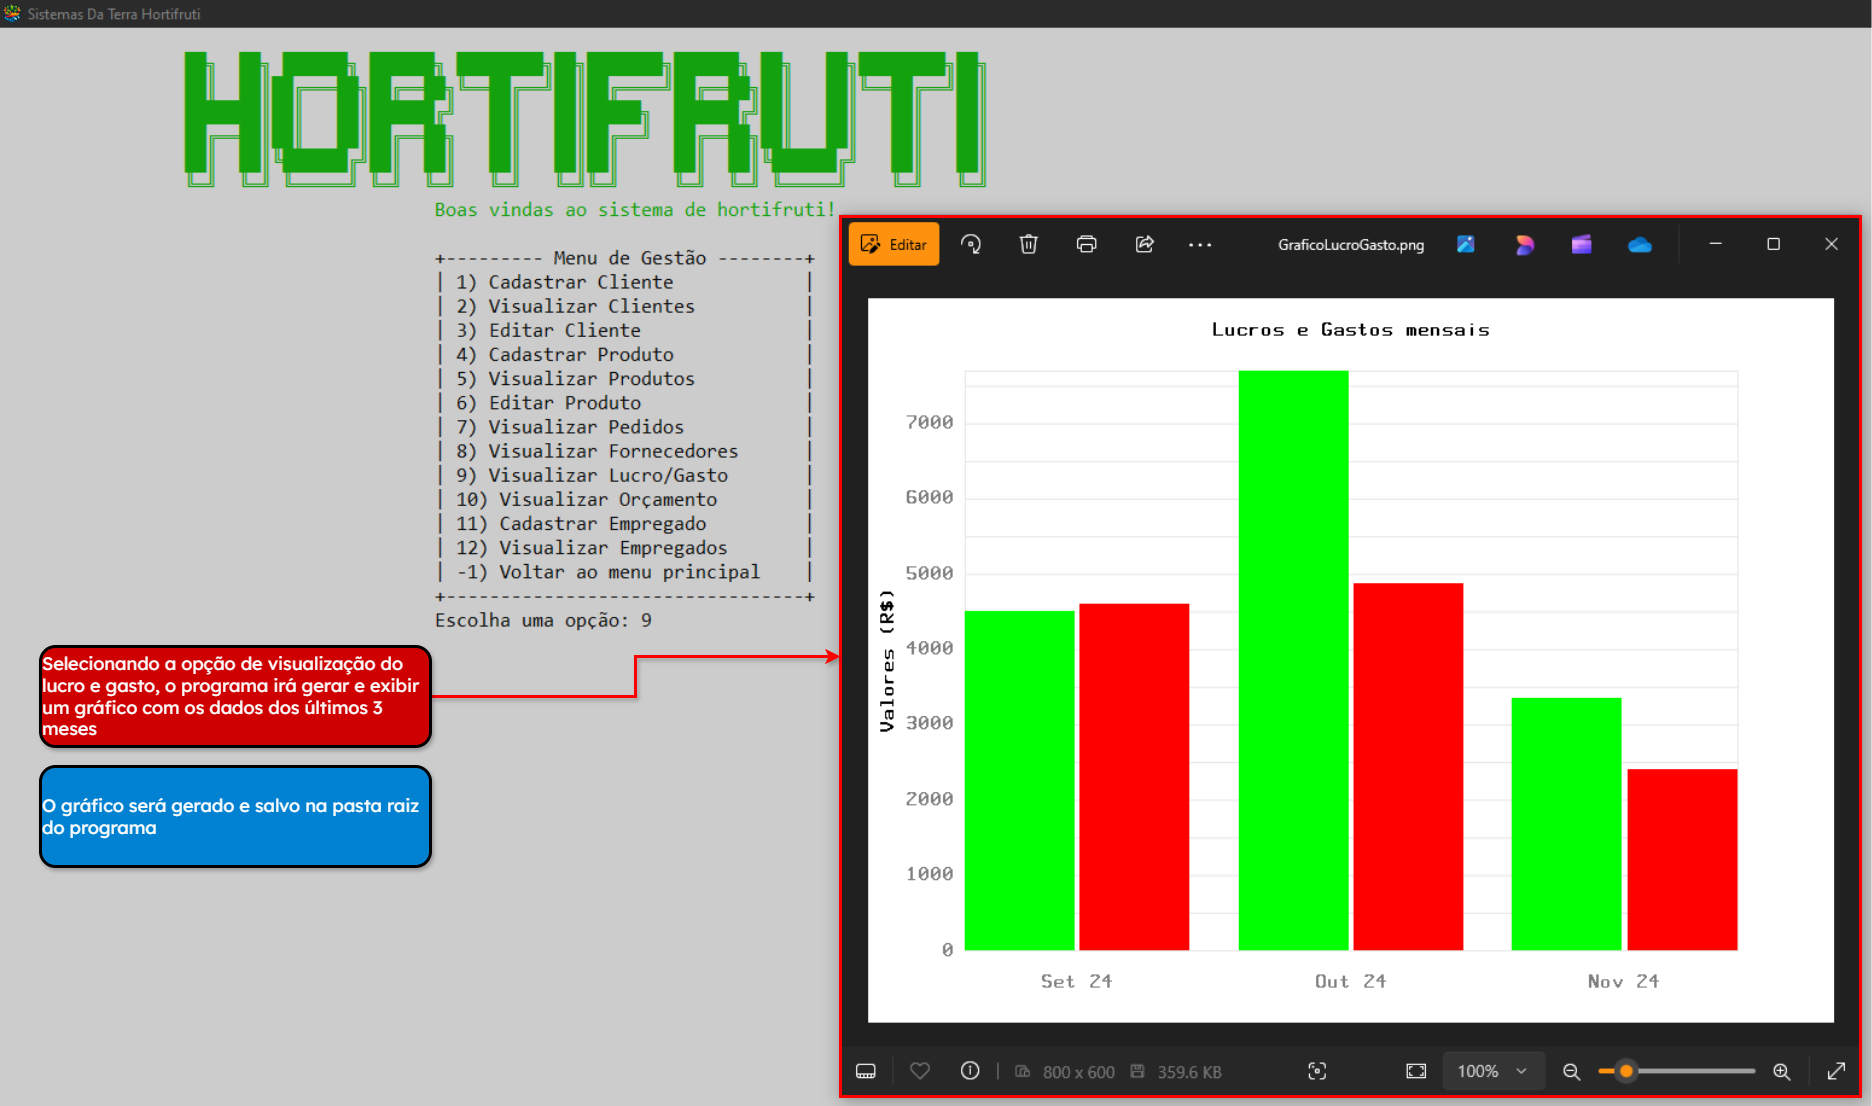 Sistemas Da Terra Hortifruti
HORTIFRUTI
Boas vindas ao sistema de hortifruti!
+--------- Menu de Gestão --------+
| 1) Cadastrar Cliente |
| 2) Visualizar Clientes |
| 3) Editar Cliente |
| 4) Cadastrar Produto |
| 5) Visualizar Produtos |
| 6) Editar Produto |
| 7) Visualizar Pedidos |
| 8) Visualizar Fornecedores |
| 9) Visualizar Lucro/Gasto |
| 10) Visualizar Orçamento |
| 11) Cadastrar Empregado |
| 12) Visualizar Empregados |
| -1) Voltar ao menu principal |
+---------------------------------+
Escolha uma opção: 9
Selecionando a opção de visualização do
lucro e gasto, o programa irá gerar e exibir
um gráfico com os dados dos últimos 3
meses
O gráfico será gerado e salvo na pasta raiz
do programa
Editar
GraficoLucroGasto.png
Lucros e Gastos mensais
Valores (R$)
7000
6000
5000
4000
3000
2000
1000
0
Set 24
Out 24
Nov 24
800 x 600
359.6 KB
100%